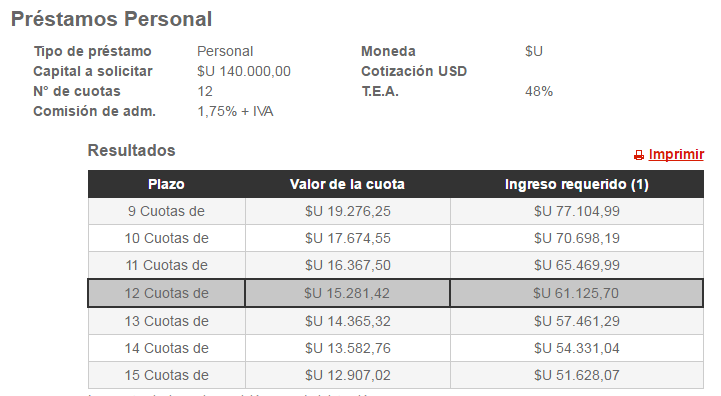 Préstamos Personal
Tipo de préstamo Personal Moneda $U
Capital a solicitar $U 140.000,00 Cotización USD
N° de cuotas 12 T.E.A. 48%
Comisión de adm. 1,75% + IVA
Resultados
Imprimir
Plazo Valor de la cuota Ingreso requerido (1)
9 Cuotas de $U 19.276,25 $U 77.104,99
10 Cuotas de $U 17.674,55 $U 70.698,19
11 Cuotas de $U 16.367,50 $U 65.469,99
12 Cuotas de $U 15.281,42 $U 61.125,70
13 Cuotas de $U 14.365,32 $U 57.461,29
14 Cuotas de $U 13.582,76 $U 54.331,04
15 Cuotas de $U 12.907,02 $U 51.628,07